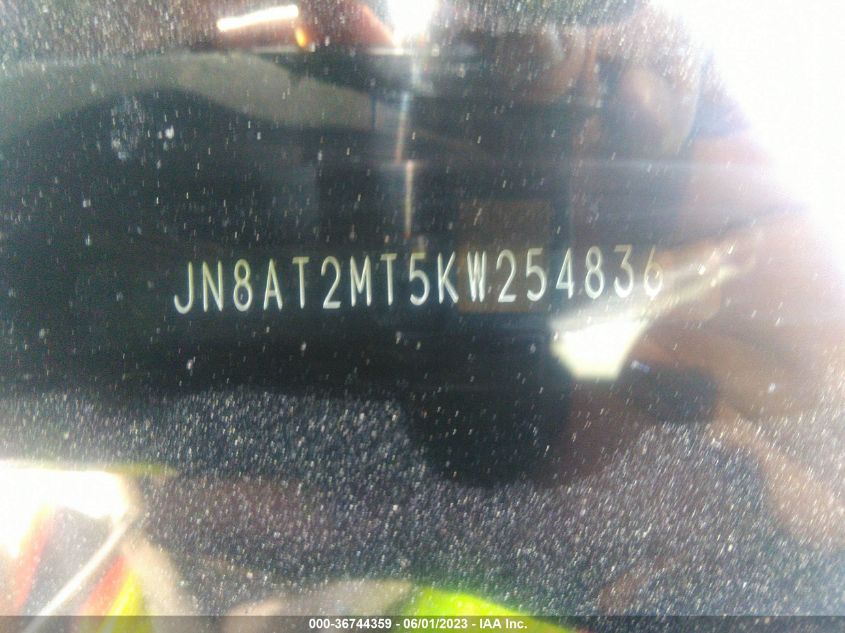 JN8AT2MT5KW254836
000-36744359 - 06/01/2023 - IAA Inc.